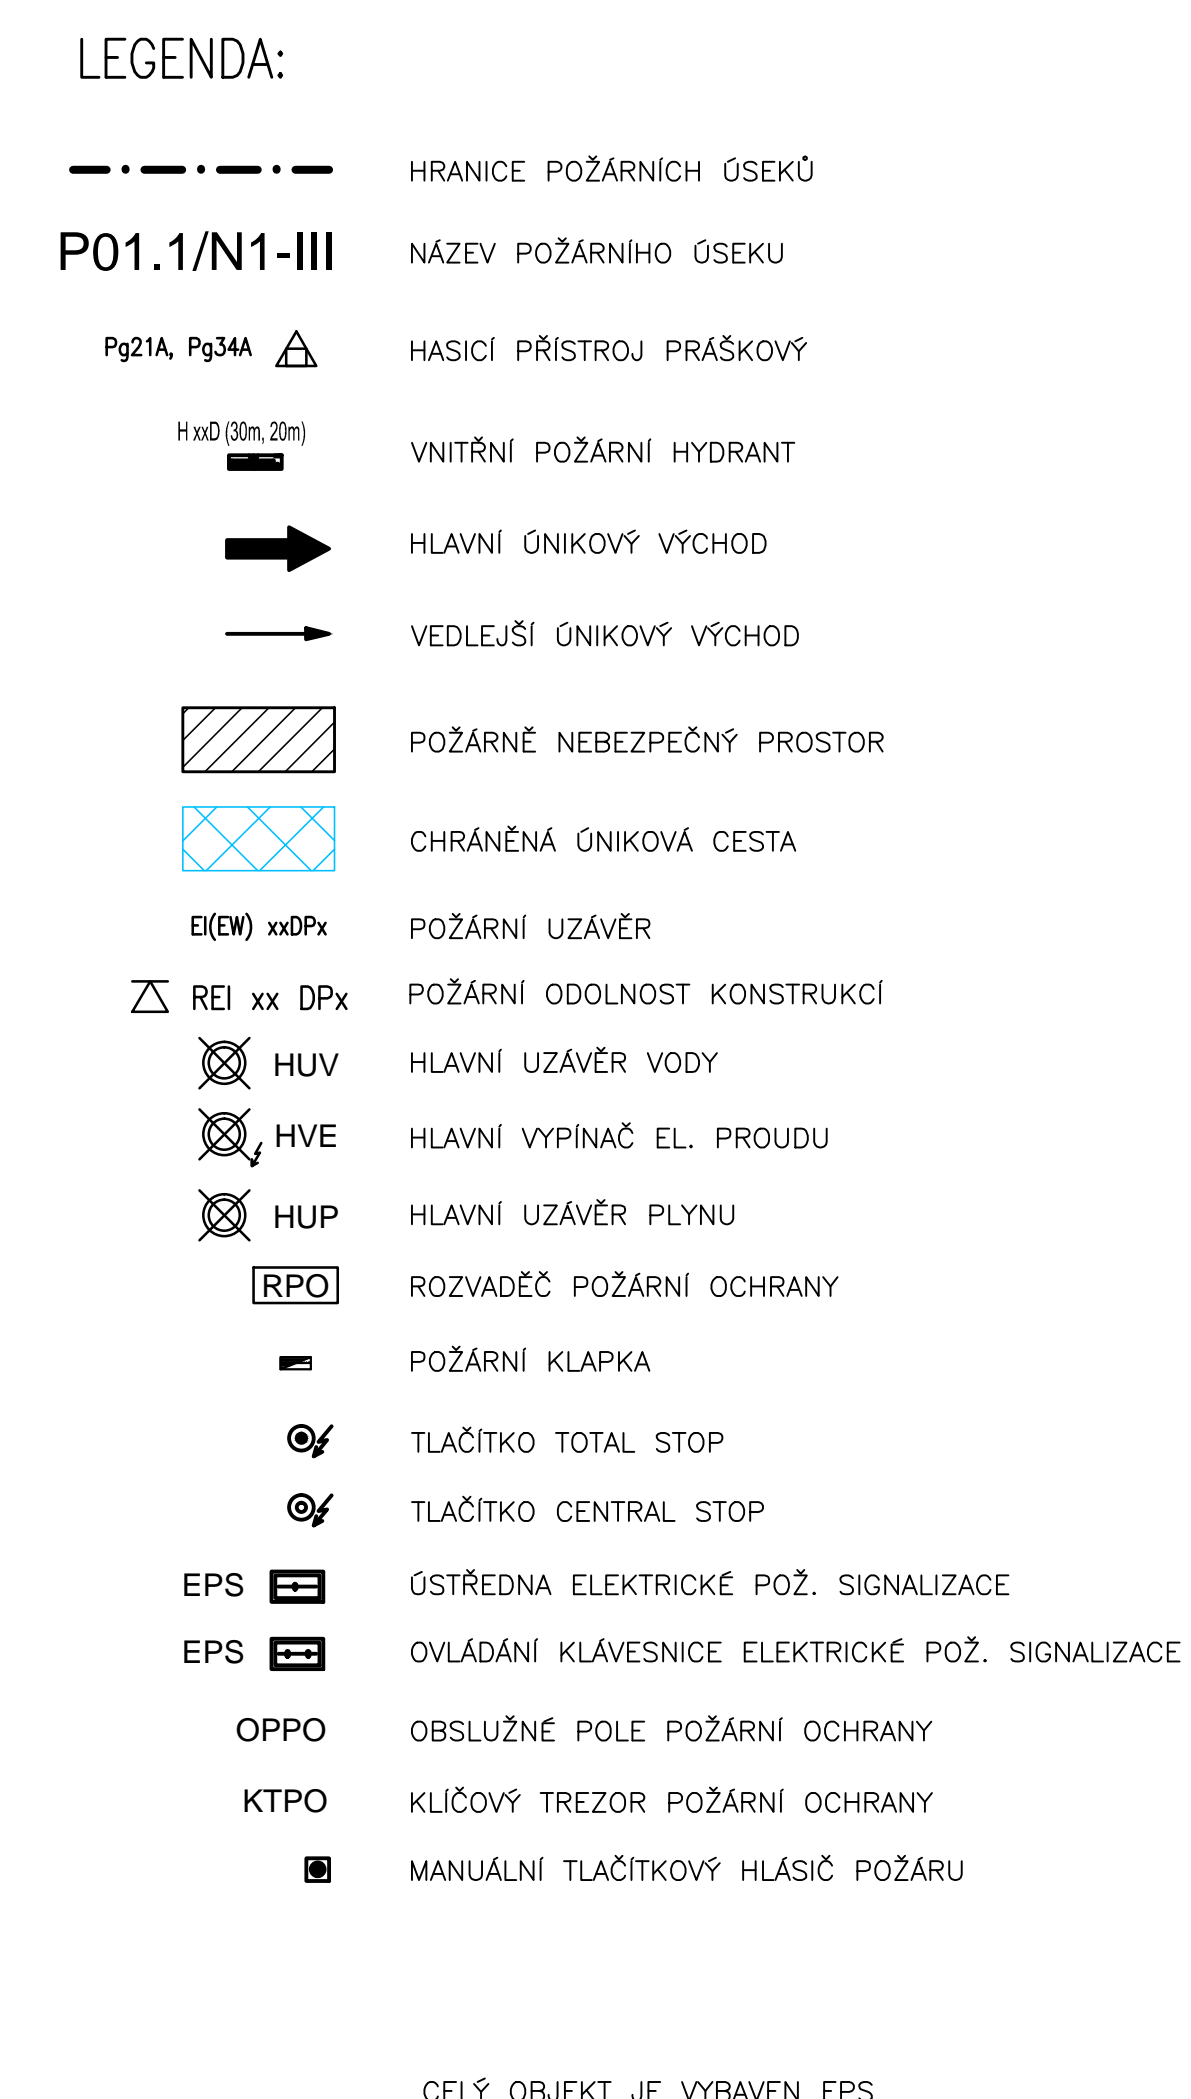 LEGENDA:
HRANICE POŽÁRNÍCH ÚSEKŮ
P01.1/N1-III NÁZEV POŽÁRNÍHO ÚSEKU
Pg21A, Pg34A HASICÍ PŘÍSTROJ PRÁŠKOVÝ
H xxD (30m, 20m)
VNITŘNÍ POŽÁRNÍ HYDRANT
HLAVNÍ ÚNIKOVÝ VÝCHOD
VEDLEJŠÍ ÚNIKOVÝ VÝCHOD
POŽÁRNĚ NEBEZPEČNÝ PROSTOR
CHRÁNĚNÁ ÚNIKOVÁ CESTA
EI(EW) xxDPx POŽÁRNÍ UZÁVĚR
REI xx DPx POŽÁRNÍ ODOLNOST KONSTRUKCÍ
HUV HLAVNÍ UZÁVĚR VODY
HVE HLAVNÍ VYPÍNAČ EL. PROUDU
HUP HLAVNÍ UZÁVĚR PLYNU
RPO ROZVADĚČ POŽÁRNÍ OCHRANY
POŽÁRNÍ KLAPKA
TLAČÍTKO TOTAL STOP
TLAČÍTKO CENTRAL STOP
EPS ÚSTŘEDNA ELEKTRICKÉ POŽ. SIGNALIZACE
EPS OVLÁDÁNÍ KLÁVESNICE ELEKTRICKÉ POŽ. SIGNALIZACE
OPPO OBSLUŽNÉ POLE POŽÁRNÍ OCHRANY
KTPO KLÍČOVÝ TREZOR POŽÁRNÍ OCHRANY
MANUÁLNÍ TLAČÍTKOVÝ HLÁSIČ POŽÁRU
CELÝ OBJEKT JE VYBAVEN EPS